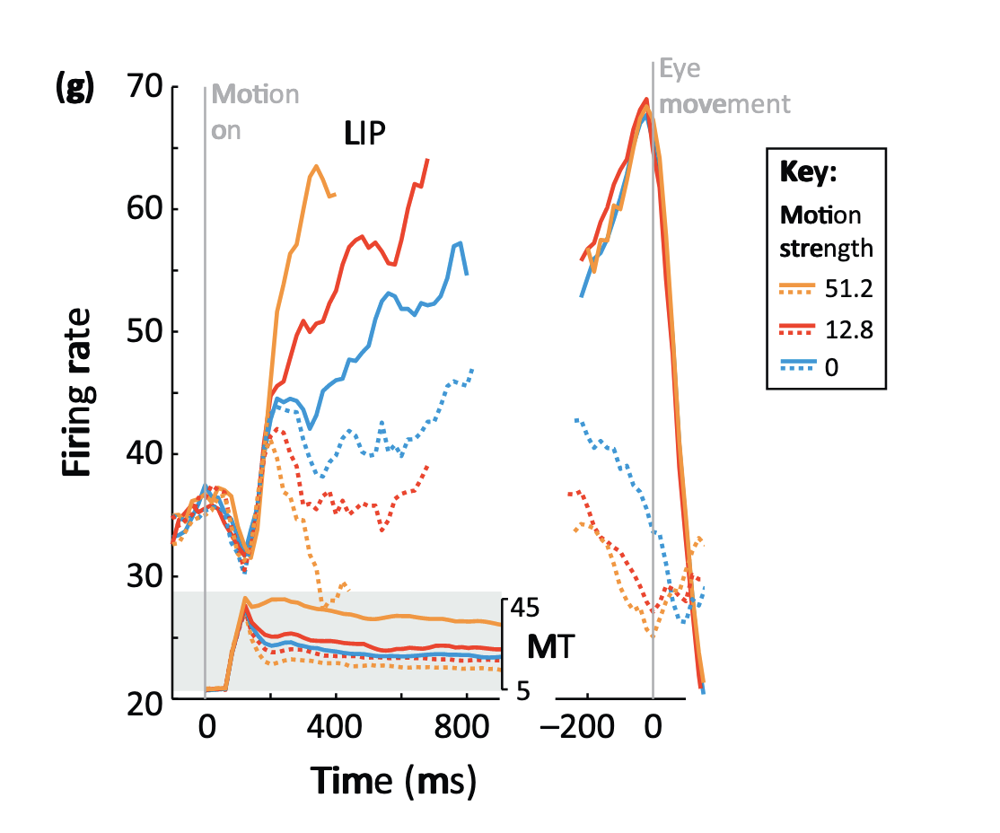 (g)
70
60
50
40
30
20
Firing rate
Motion
on
LIP
45
MT
5
0
400
800
Time (ms)
Eye
movement
–200
0
Key:
Motion
strength
51.2
12.8
0